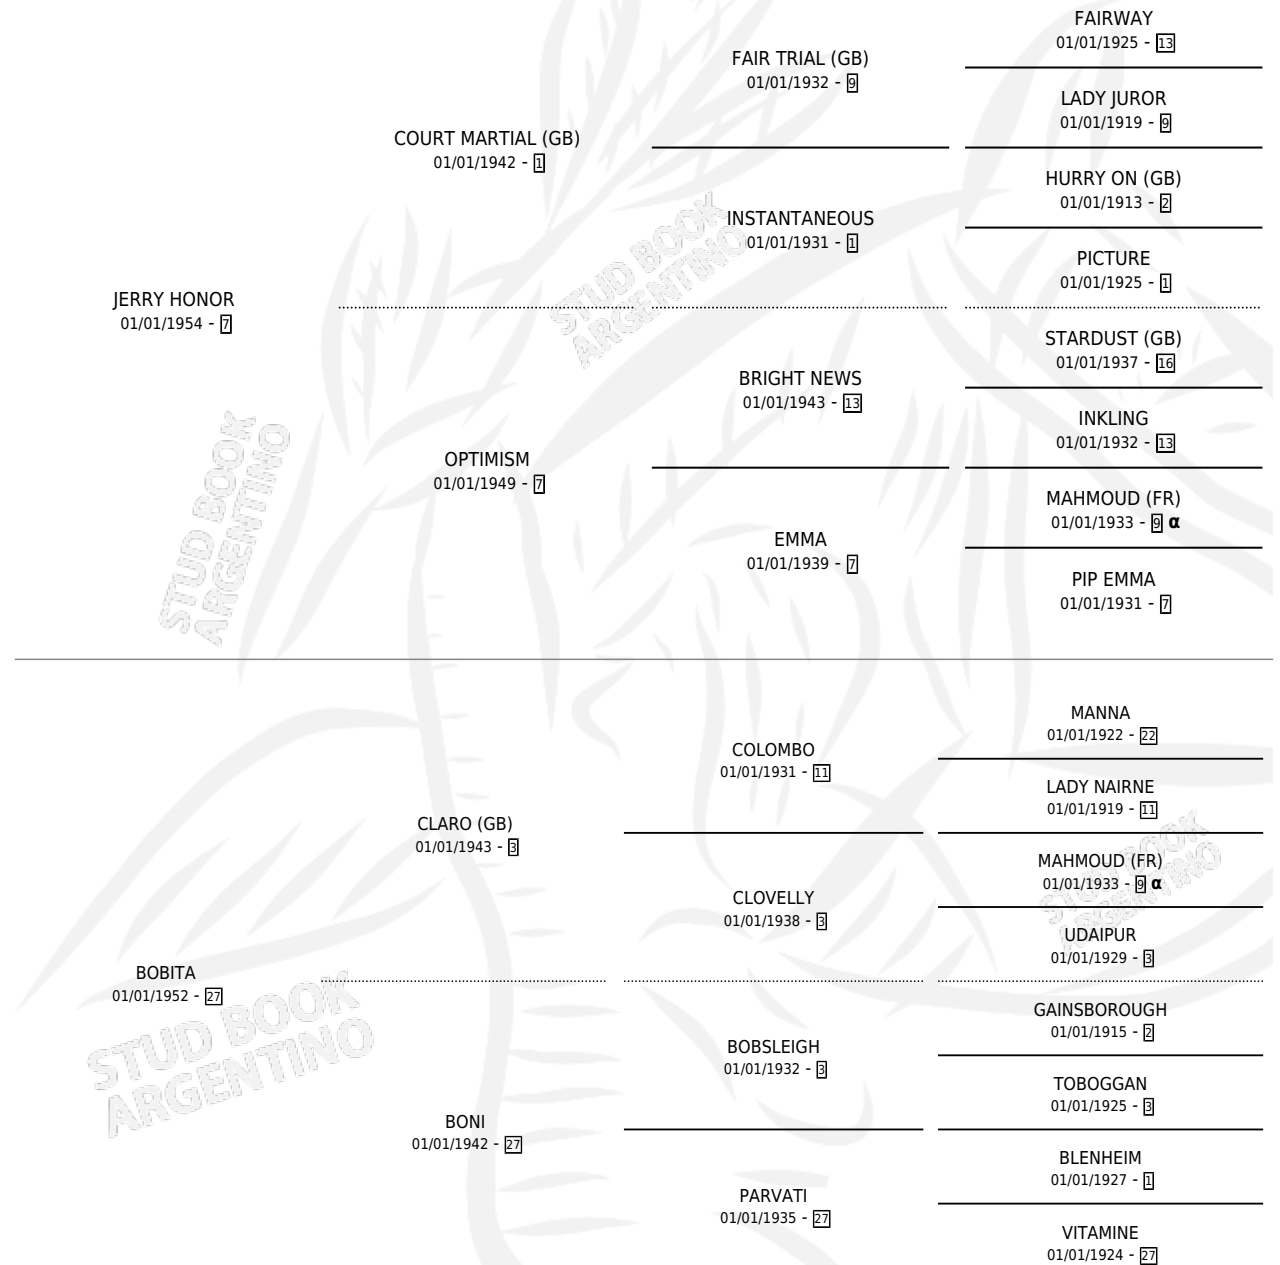 FAIRWAY
01/01/1925 - 13
FAIR TRIAL (GB)
01/01/1932 - 9
LADY JUROR
01/01/1919 - 9
COURT MARTIAL (GB)
01/01/1942 - 1
HURRY ON (GB)
01/01/1913 - 2
INSTANTANEOUS
01/01/1931 - 1
PICTURE
01/01/1925 - 1
JERRY HONOR
01/01/1954 - 7
STARDUST (GB)
01/01/1937 - 16
BRIGHT NEWS
01/01/1943 - 13
INKLING
01/01/1932 - 13
OPTIMISM
01/01/1949 - 7
MAHMOUD (FR)
01/01/1933 - 9 α
EMMA
01/01/1939 - 7
PIP EMMA
01/01/1931 - 7
MANNA
01/01/1922 - 22
COLOMBO
01/01/1931 - 11
LADY NAIRNE
01/01/1919 - 11
CLARO (GB)
01/01/1943 - 3
MAHMOUD (FR)
01/01/1933 - 9 α
CLOVELLY
01/01/1938 - 3
UDAIPUR
01/01/1929 - 3
BOBITA
01/01/1952 - 27
GAINSBOROUGH
01/01/1915 - 2
BOBSLEIGH
01/01/1932 - 3
TOBOGGAN
01/01/1925 - 3
BONI
01/01/1942 - 27
BLENHEIM
01/01/1927 - 1
PARVATI
01/01/1935 - 27
VITAMINE
01/01/1924 - 27
STUD BOOK
ARGENTINO
STUD BOOK
ARGENTINO
STUD BOOK
ARGENTINO
STUD BOOK
ARGENTINO